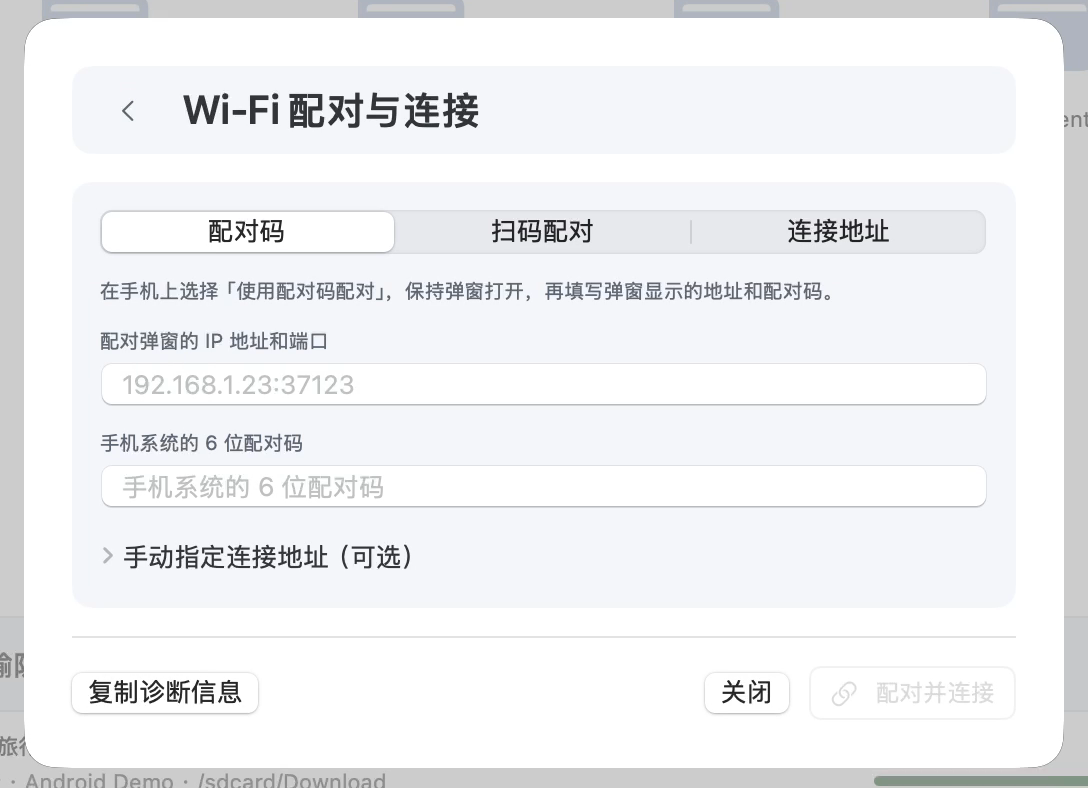 Wi-Fi 配对与连接
配对码
扫码配对
连接地址
在手机上选择「使用配对码配对」，保持弹窗打开，再填写弹窗显示的地址和配对码。
配对弹窗的 IP 地址和端口
192.168.1.23:37123
手机系统的 6 位配对码
手机系统的 6 位配对码
手动指定连接地址（可选）
复制诊断信息
关闭
配对并连接
· Android Demo · /sdcard/Download